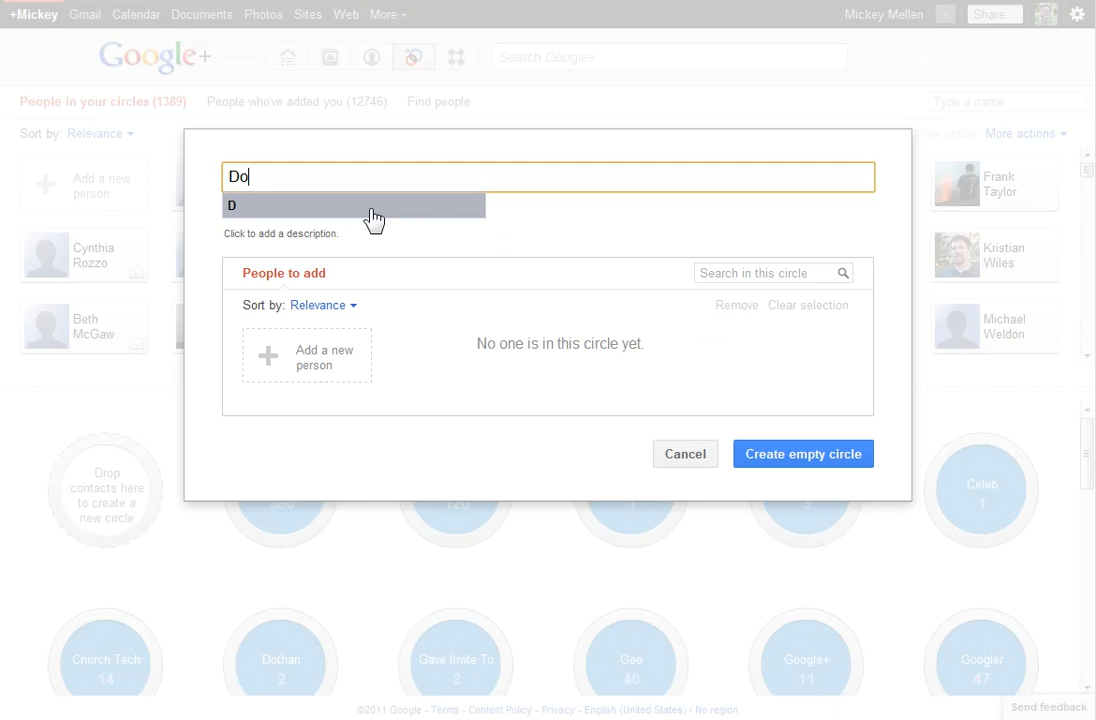 +Mickey Gmail Calendar Documents Photos Sites Web More
Mickey Mellen Share...
Google+
Search Google+
People in your circles (1389) People who've added you (12746) Find people
Type a name
Sort by: Relevance
More actions
Add a new
person
Frank
Taylor
Do
D
Click to add a description.
Cynthia
Rozzo
Kristian
Wiles
People to add
Search in this circle
Sort by: Relevance
Remove Clear selection
Beth
McGaw
Michael
Weldon
Add a new
person
No one is in this circle yet.
Cancel
Create empty circle
Drop
contacts here
to create a
new circle
Celeb
1
Church Tech
14
Dothan
2
Gave Invite To
2
Geo
40
Google+
11
Googler
47
©2011 Google - Terms - Content Policy - Privacy - English (United States) / No region
Send feedback